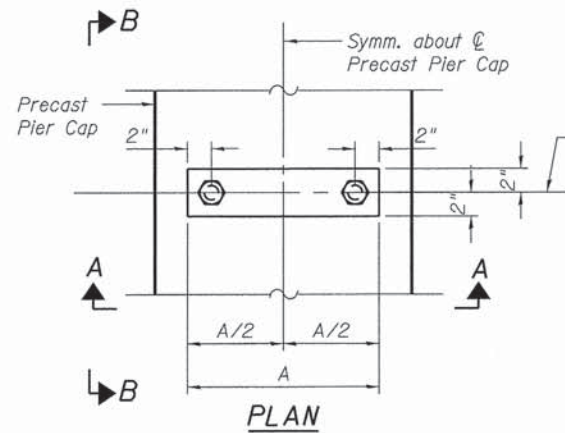 B
Symm. about ℄
Precast Pier Cap
Precast
Pier Cap
2"
2"
2"
2"
A
A
A/2
A/2
A
B
PLAN